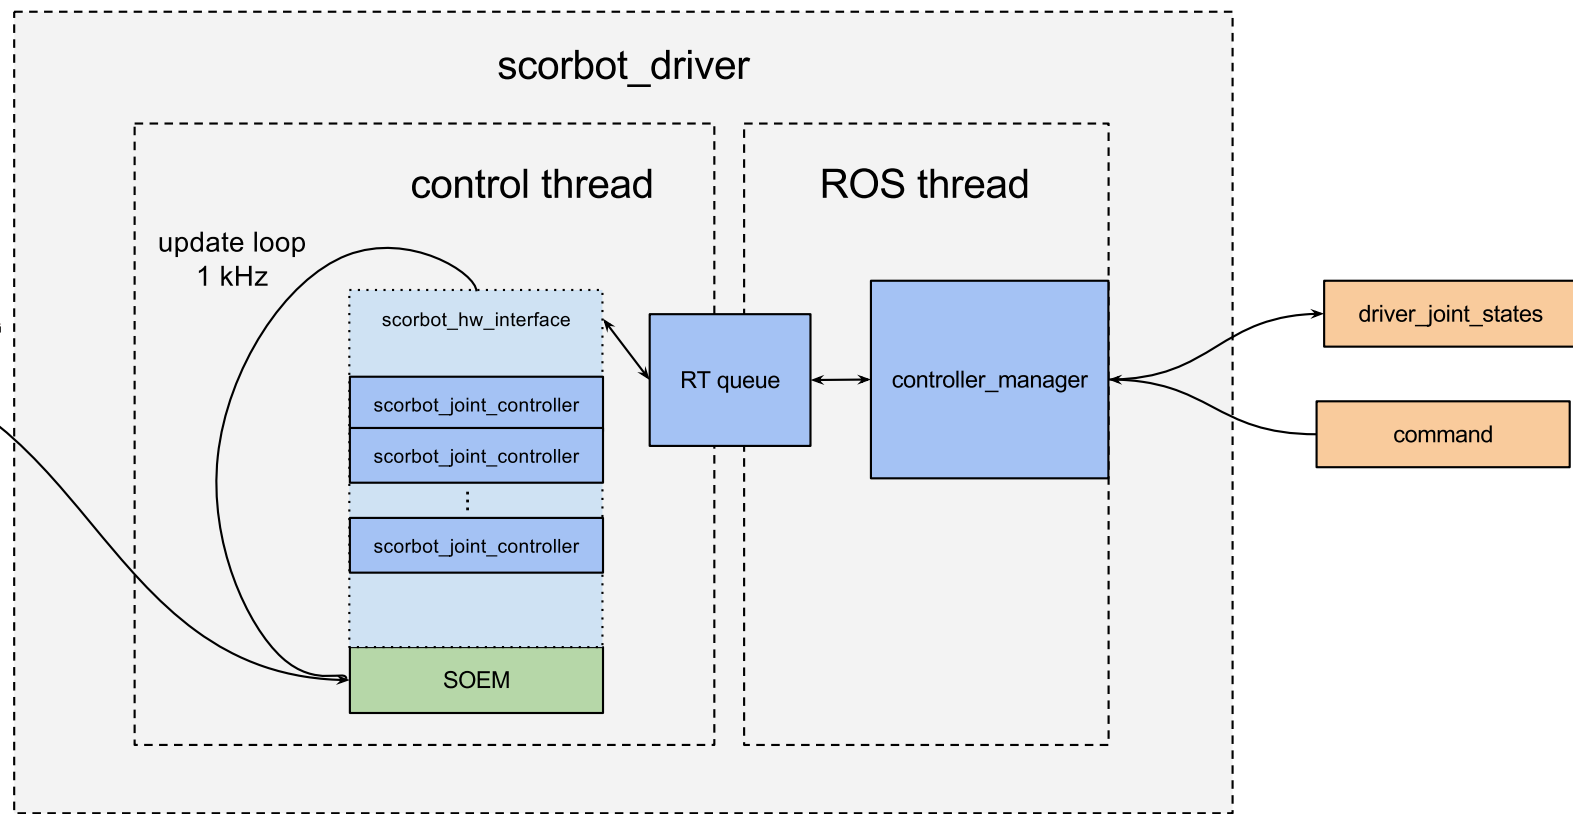 scorbot_driver
control thread
ROS thread
update loop
1 kHz
scorbot_hw_interface
scorbot_joint_controller
scorbot_joint_controller
⋮
scorbot_joint_controller
SOEM
RT queue
controller_manager
driver_joint_states
command